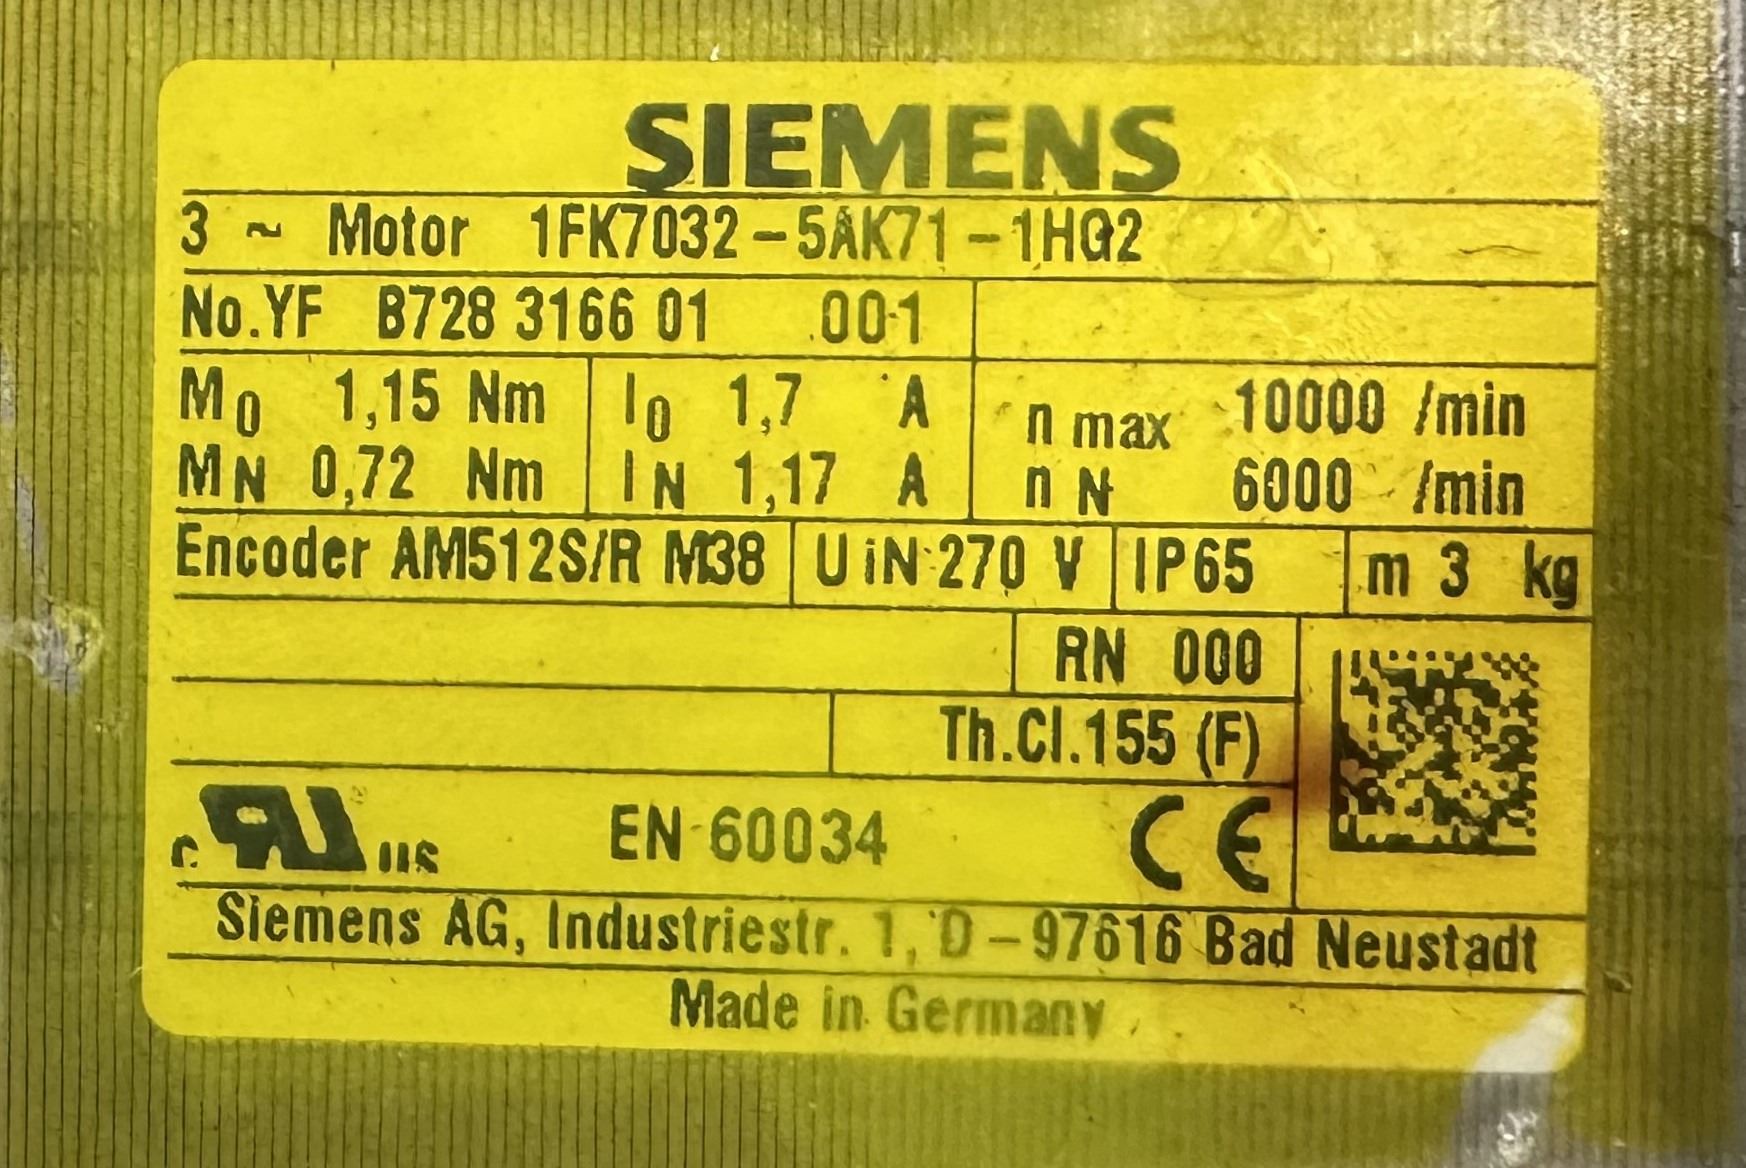 SIEMENS
3 ~ Motor 1FK7032-5AK71-1HG2
No.YF B728 3166 01 001
M0 1,15 Nm I0 1,7 A n max 10000 /min
MN 0,72 Nm IN 1,17 A n N 6000 /min
Encoder AM512S/R M38 U iN 270 V IP65 m 3 kg
RN 000
Th.Cl.155 (F)
c RU us EN 60034 CE
Siemens AG, Industriestr. 1, D-97616 Bad Neustadt
Made in Germany